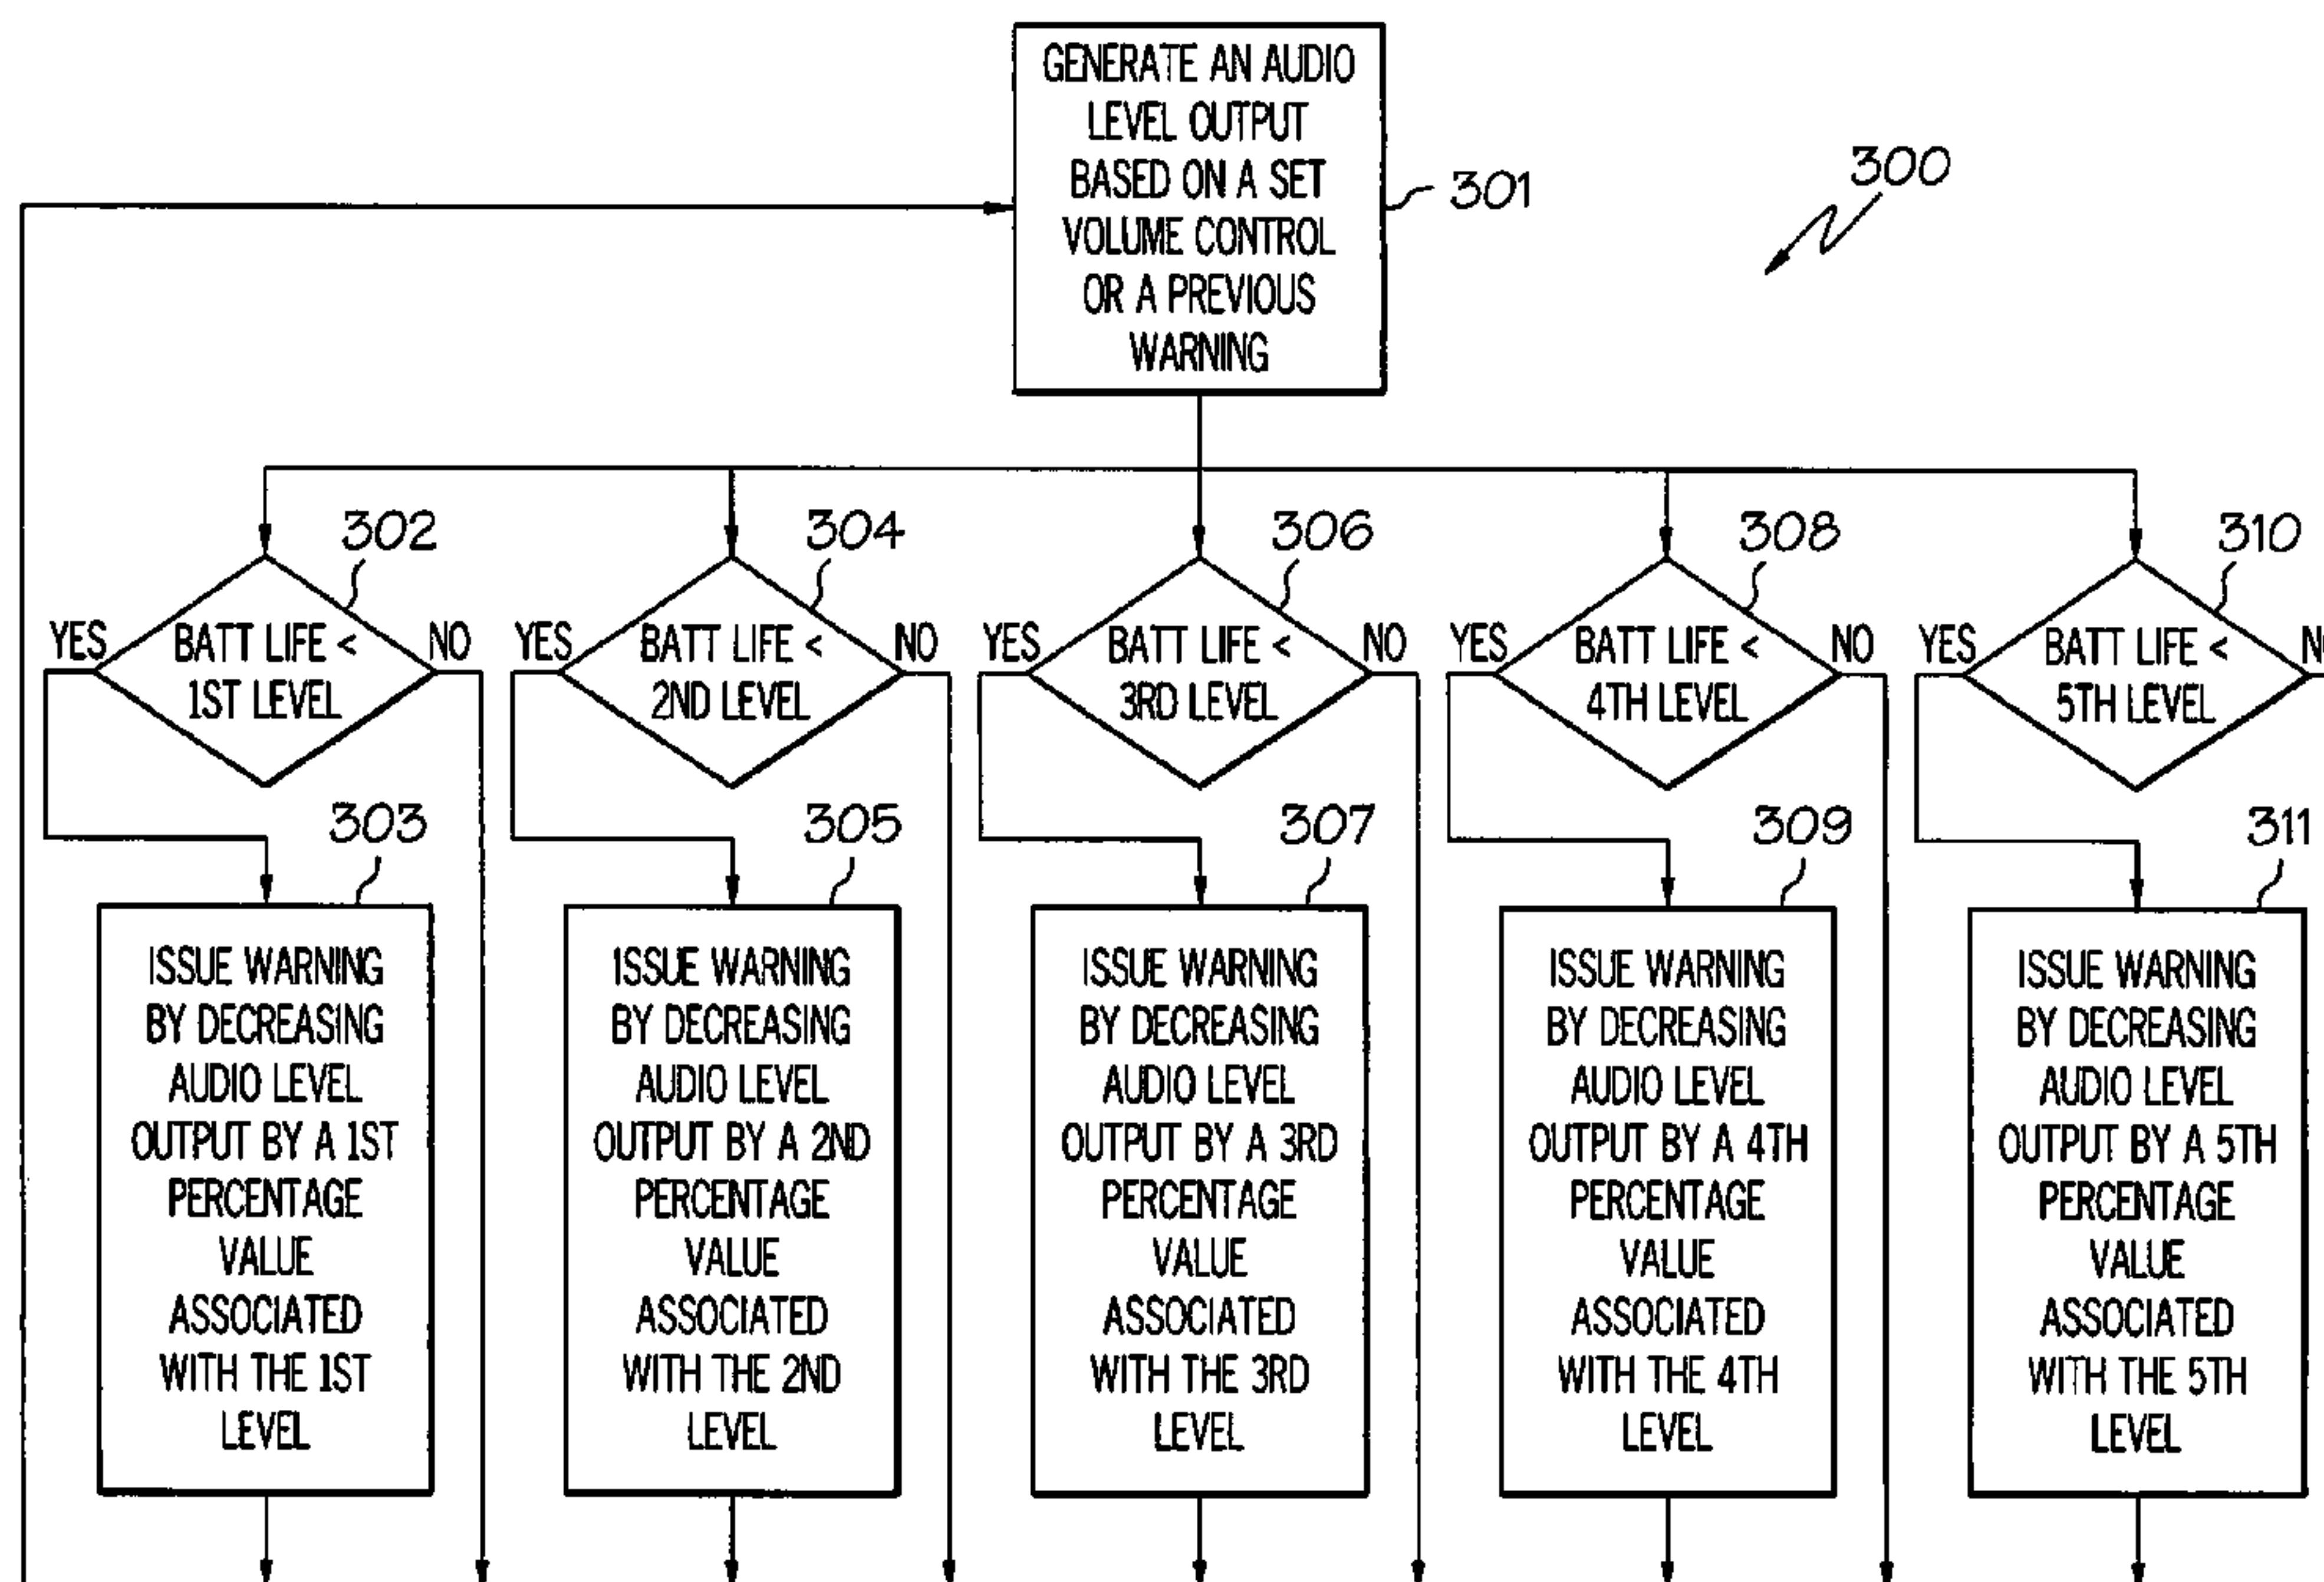 GENERATE AN AUDIO
LEVEL OUTPUT
BASED ON A SET
VOLUME CONTROL
OR A PREVIOUS
WARNING
301
300
302
304
306
308
310
YES
BATT LIFE <
1ST LEVEL
NO
YES
BATT LIFE <
2ND LEVEL
NO
YES
BATT LIFE <
3RD LEVEL
NO
YES
BATT LIFE <
4TH LEVEL
NO
YES
BATT LIFE <
5TH LEVEL
303
305
307
309
311
ISSUE WARNING
BY DECREASING
AUDIO LEVEL
OUTPUT BY A 1ST
PERCENTAGE
VALUE
ASSOCIATED
WITH THE 1ST
LEVEL
ISSUE WARNING
BY DECREASING
AUDIO LEVEL
OUTPUT BY A 2ND
PERCENTAGE
VALUE
ASSOCIATED
WITH THE 2ND
LEVEL
ISSUE WARNING
BY DECREASING
AUDIO LEVEL
OUTPUT BY A 3RD
PERCENTAGE
VALUE
ASSOCIATED
WITH THE 3RD
LEVEL
ISSUE WARNING
BY DECREASING
AUDIO LEVEL
OUTPUT BY A 4TH
PERCENTAGE
VALUE
ASSOCIATED
WITH THE 4TH
LEVEL
ISSUE WARNING
BY DECREASING
AUDIO LEVEL
OUTPUT BY A 5TH
PERCENTAGE
VALUE
ASSOCIATED
WITH THE 5TH
LEVEL